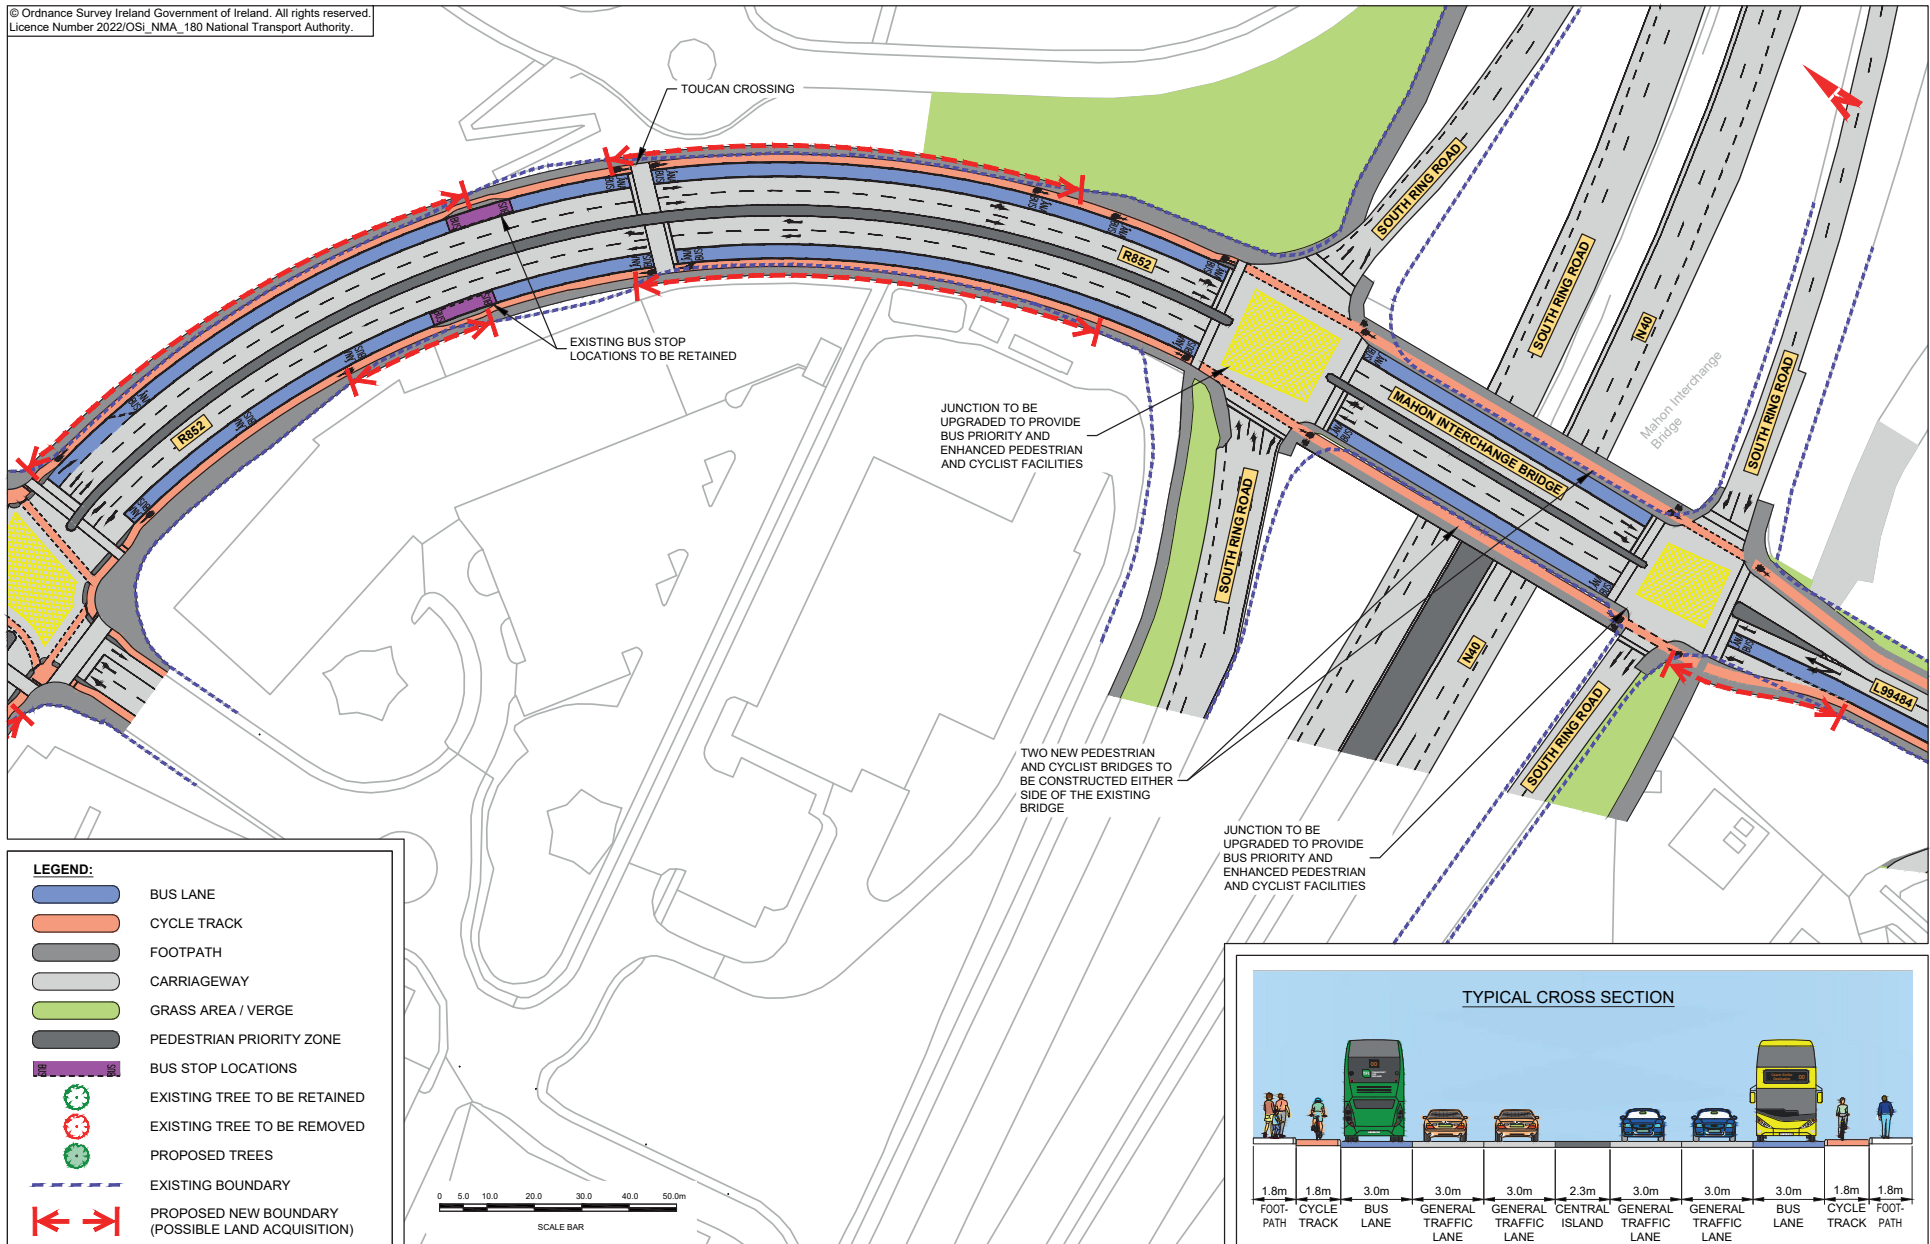 © Ordnance Survey Ireland Government of Ireland. All rights reserved.
Licence Number 2022/OSi_NMA_180 National Transport Authority.
TOUCAN CROSSING
SOUTH RING ROAD
SOUTH RING ROAD
N40
R852
EXISTING BUS STOP
LOCATIONS TO BE RETAINED
Mahon Interchange
Bridge
SOUTH RING ROAD
MAHON INTERCHANGE BRIDGE
JUNCTION TO BE
UPGRADED TO PROVIDE
BUS PRIORITY AND
ENHANCED PEDESTRIAN
AND CYCLIST FACILITIES
R852
SOUTH RING ROAD
N40
L99484
SOUTH RING ROAD
TWO NEW PEDESTRIAN
AND CYCLIST BRIDGES TO
BE CONSTRUCTED EITHER
SIDE OF THE EXISTING
BRIDGE
JUNCTION TO BE
UPGRADED TO PROVIDE
BUS PRIORITY AND
ENHANCED PEDESTRIAN
AND CYCLIST FACILITIES
LEGEND:
BUS LANE
CYCLE TRACK
FOOTPATH
CARRIAGEWAY
GRASS AREA / VERGE
PEDESTRIAN PRIORITY ZONE
BUS STOP LOCATIONS
EXISTING TREE TO BE RETAINED
EXISTING TREE TO BE REMOVED
PROPOSED TREES
EXISTING BOUNDARY
PROPOSED NEW BOUNDARY
(POSSIBLE LAND ACQUISITION)
0 5.0 10.0 20.0 30.0 40.0 50.0m
SCALE BAR
TYPICAL CROSS SECTION
1.8m 1.8m 3.0m 3.0m 3.0m 2.3m 3.0m 3.0m 3.0m 1.8m 1.8m
FOOT- CYCLE BUS GENERAL GENERAL CENTRAL GENERAL GENERAL BUS CYCLE FOOT-
PATH TRACK LANE TRAFFIC TRAFFIC ISLAND TRAFFIC TRAFFIC LANE TRACK PATH
LANE LANE LANE LANE